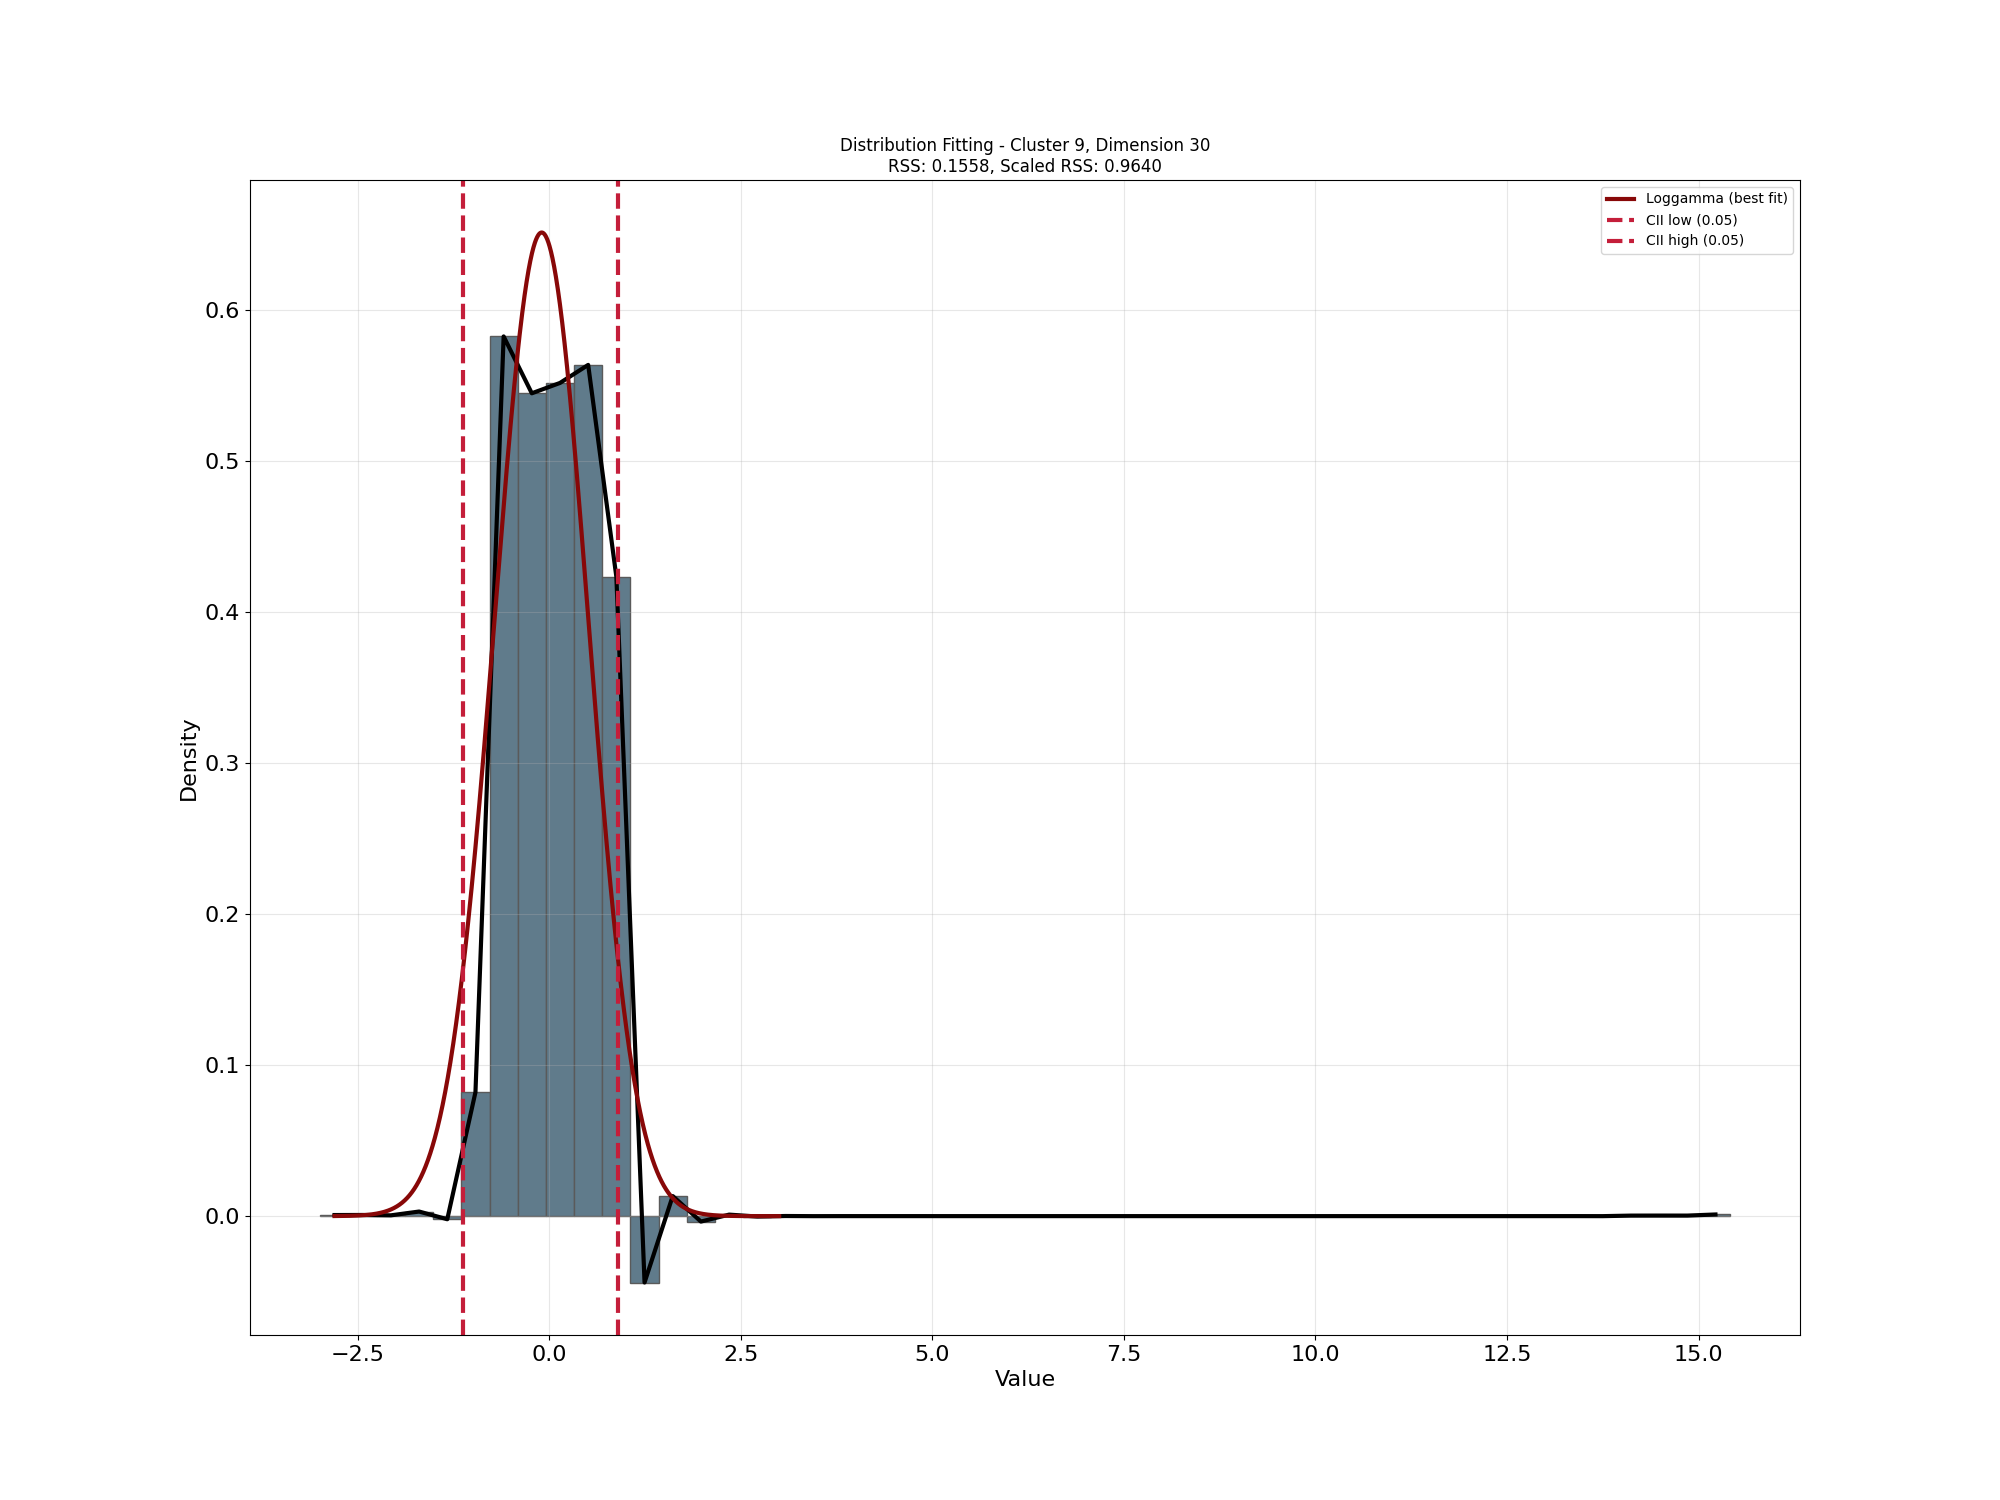 Distribution Fitting - Cluster 9, Dimension 30
RSS: 0.1558, Scaled RSS: 0.9640
Loggamma (best fit)
CII low (0.05)
CII high (0.05)
0.6
0.5
0.4
0.3
0.2
0.1
0.0
Density
−2.5
0.0
2.5
5.0
7.5
10.0
12.5
15.0
Value